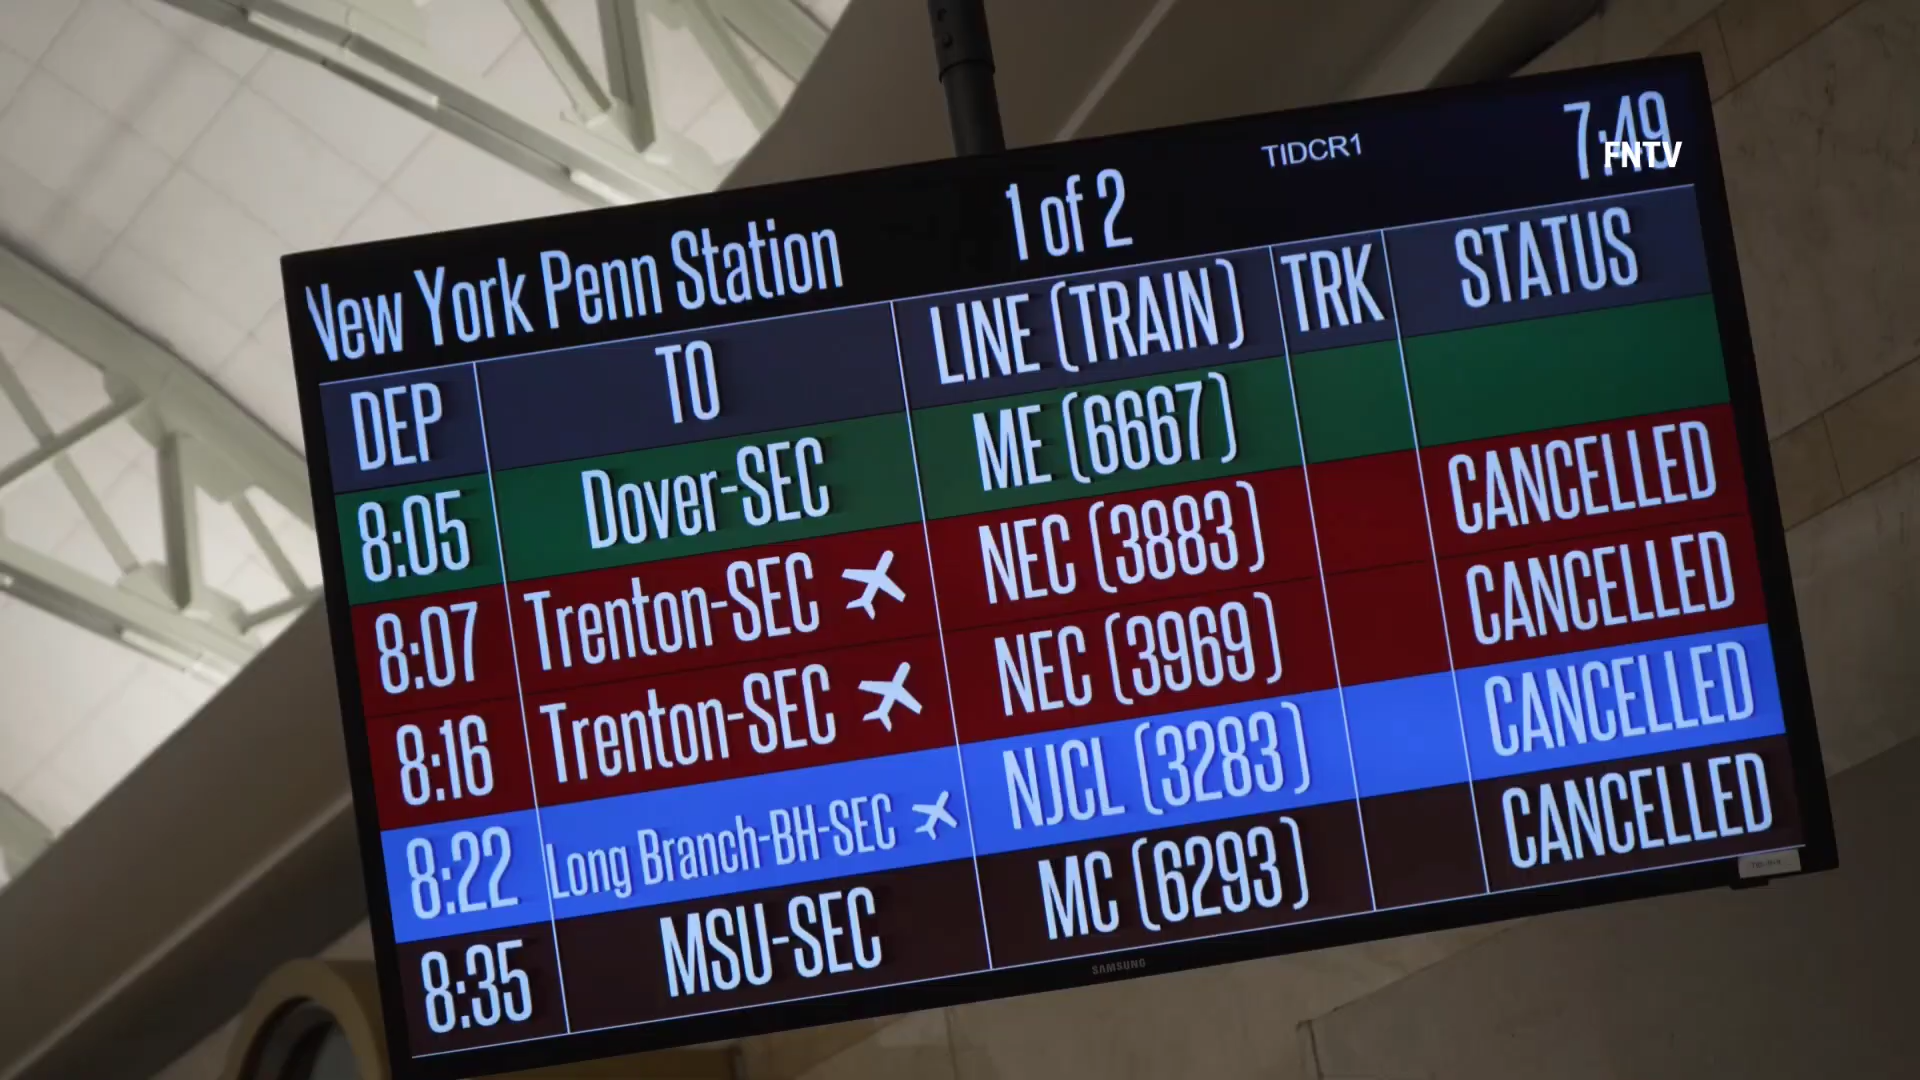 New York Penn Station 1 of 2 TIDCR1 7:49
FNTV
DEP TO LINE (TRAIN) TRK STATUS
8:05 Dover-SEC ME (6667)
8:07 Trenton-SEC NEC (3883) CANCELLED
8:16 Trenton-SEC NEC (3969) CANCELLED
8:22 Long Branch-BH-SEC NJCL (3283) CANCELLED
8:35 MSU-SEC MC (6293) CANCELLED
SAMSUNG